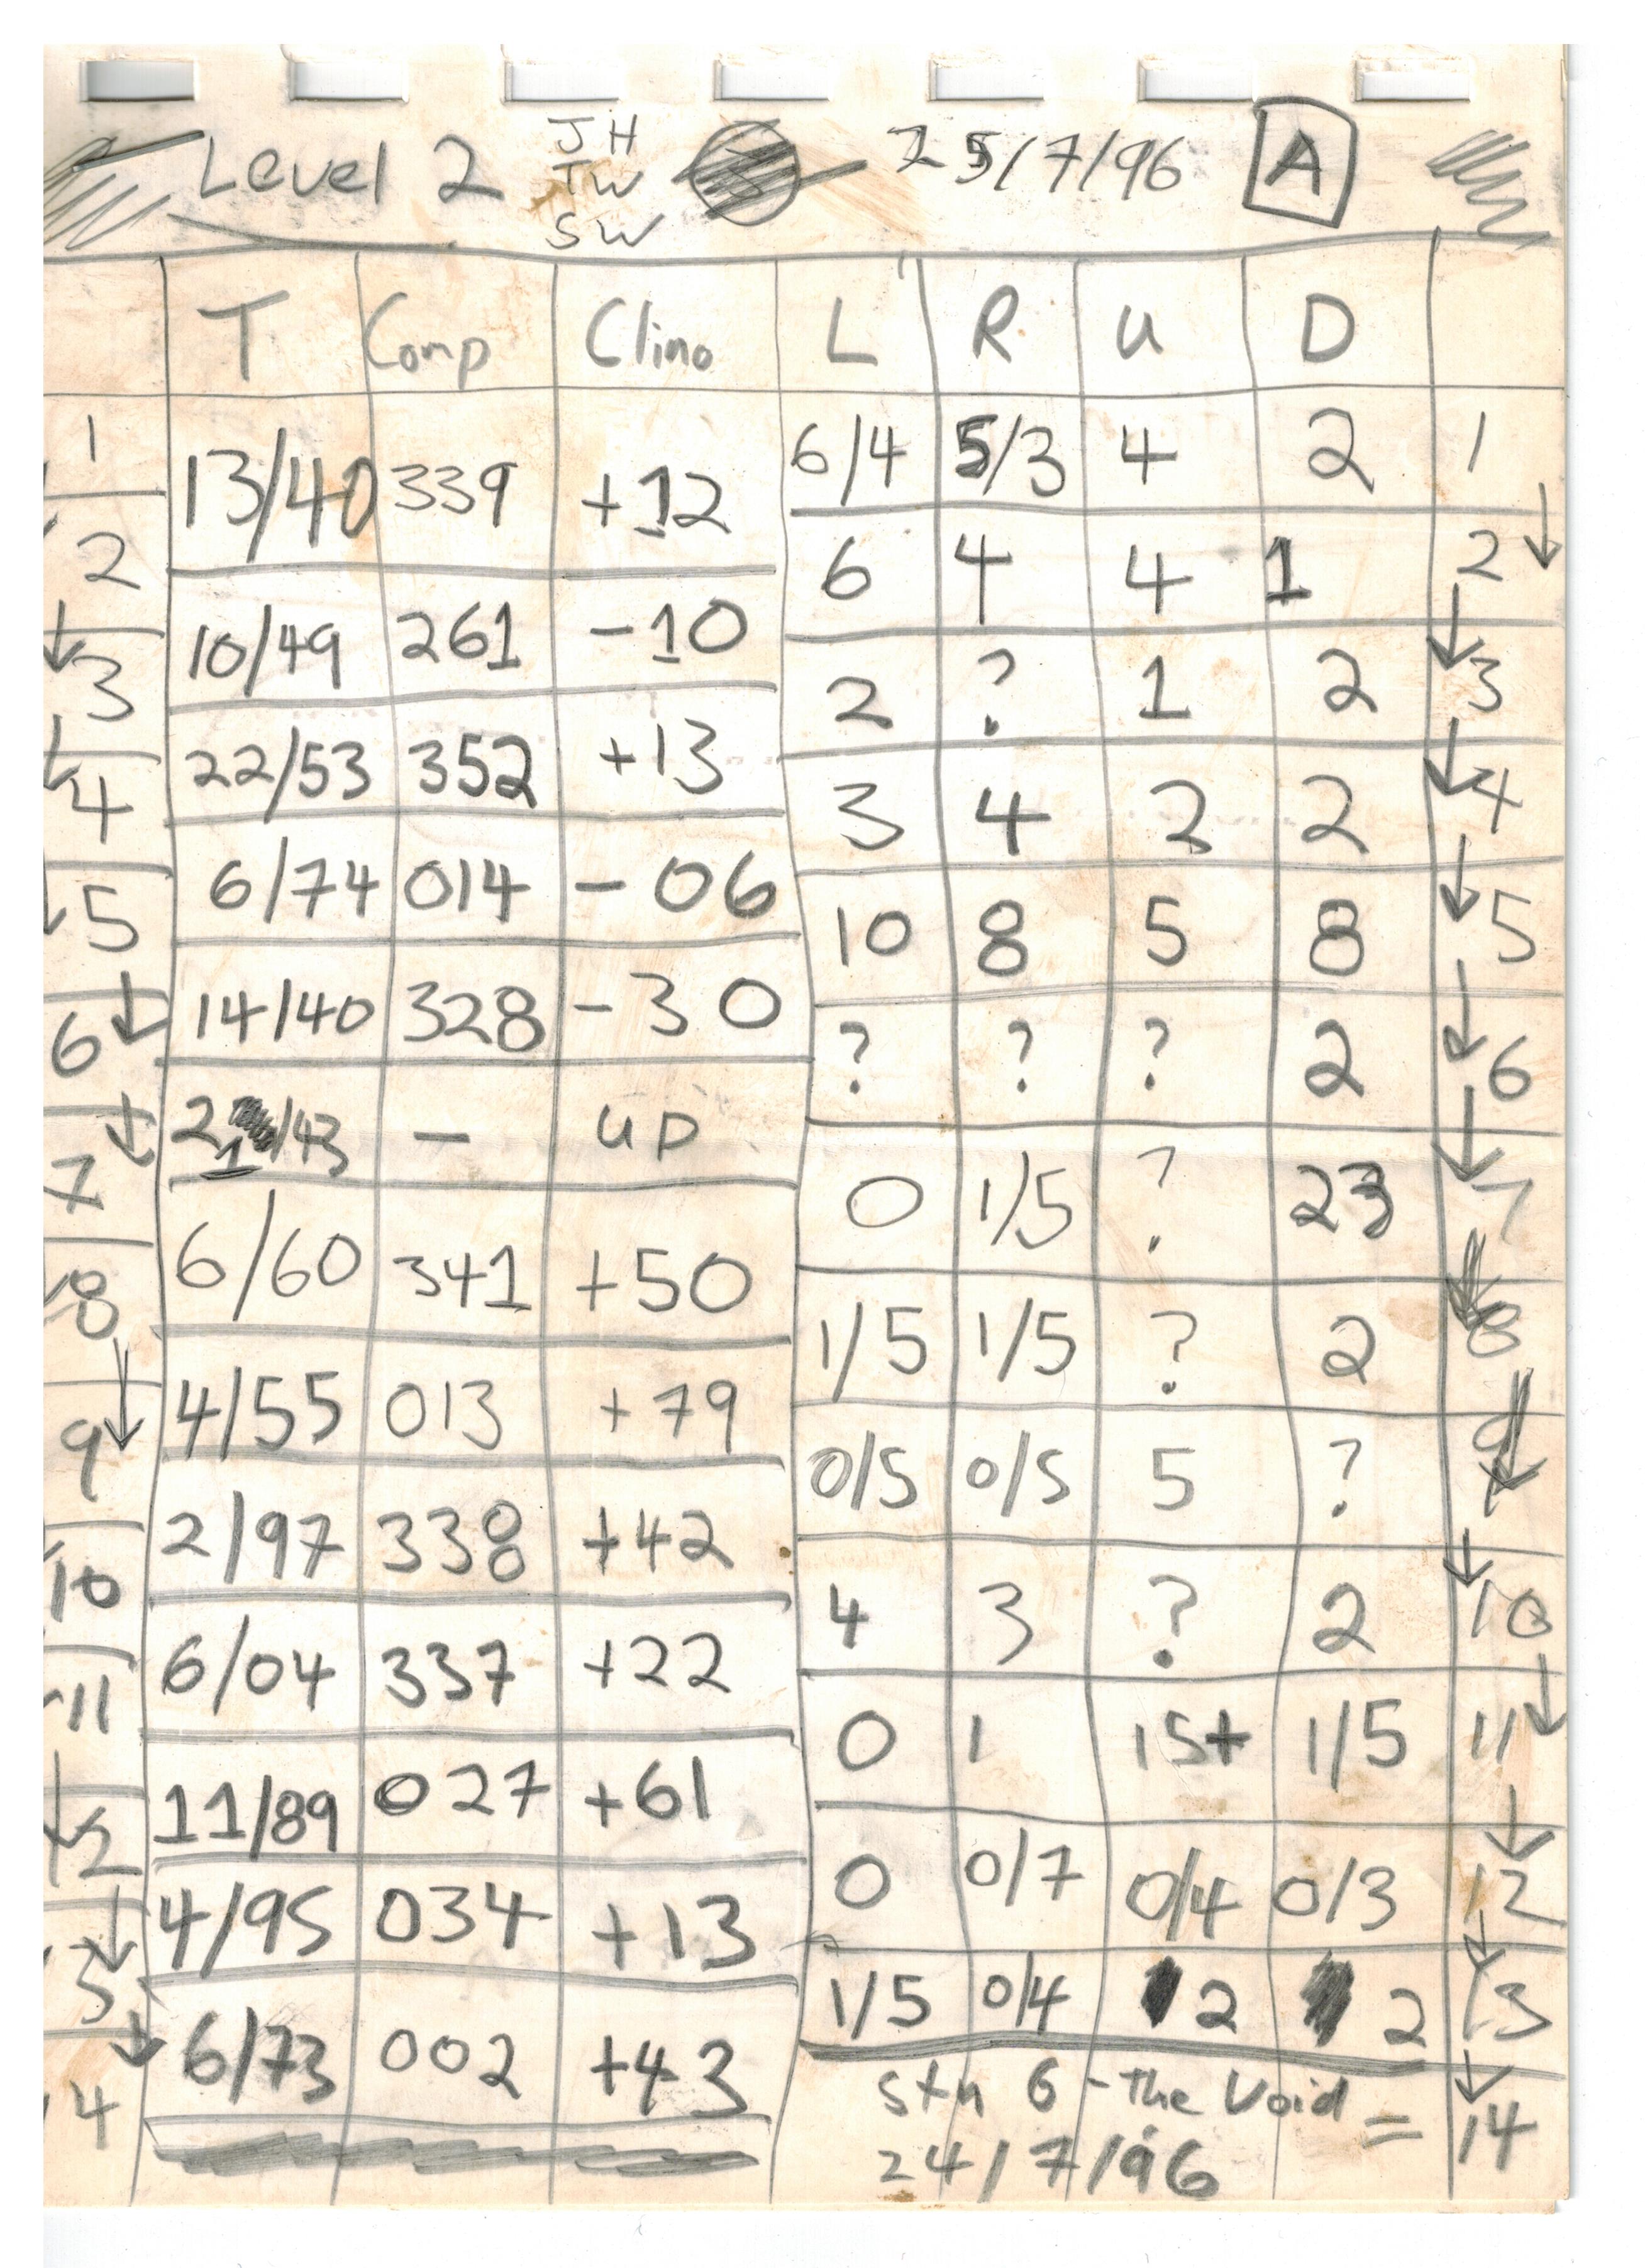 Level 2 JH 25/7/96 A
TW
SW
T Comp Clino L R U D
1 13/40 339 +12 6/4 5/3 4 2 1
2 10/49 261 -10 6 4 4 1 2
3 22/53 352 +13 2 ? 1 2 3
4 6/74 014 -06 3 4 2 2 4
5 14/40 328 -30 10 8 5 8 5
6 21/43 - UP ? ? ? 2 6
7 6/60 341 +50 0 1/5 ? 23 7
8 4/55 013 +79 1/5 1/5 ? 2 8
9 2/97 338 +42 0/5 0/5 5 ? 9
10 6/04 337 +22 4 3 ? 2 10
11 11/89 027 +61 0 1 15+ 1/5 11
12 4/95 034 +13 0 0/7 0/4 0/3 12
6/73 002 +43 1/5 0/4 2 2 13
4 Stn 6 - The Void = 14
24/7/96